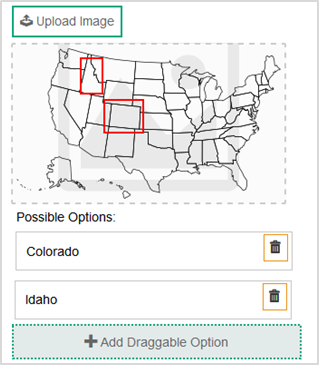 Upload Image
Possible Options:
Colorado
Idaho
Add Draggable Option